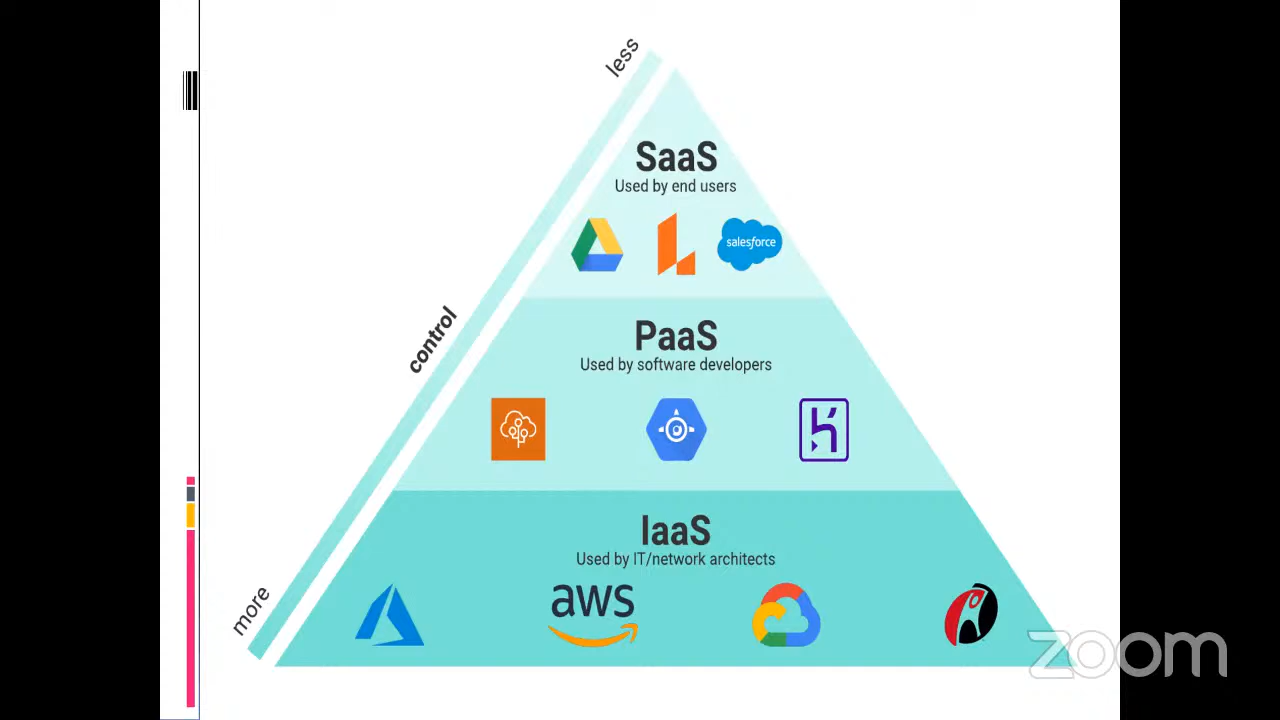 less
SaaS
Used by end users
salesforce
control
PaaS
Used by software developers
IaaS
Used by IT/network architects
more
aws
zoom